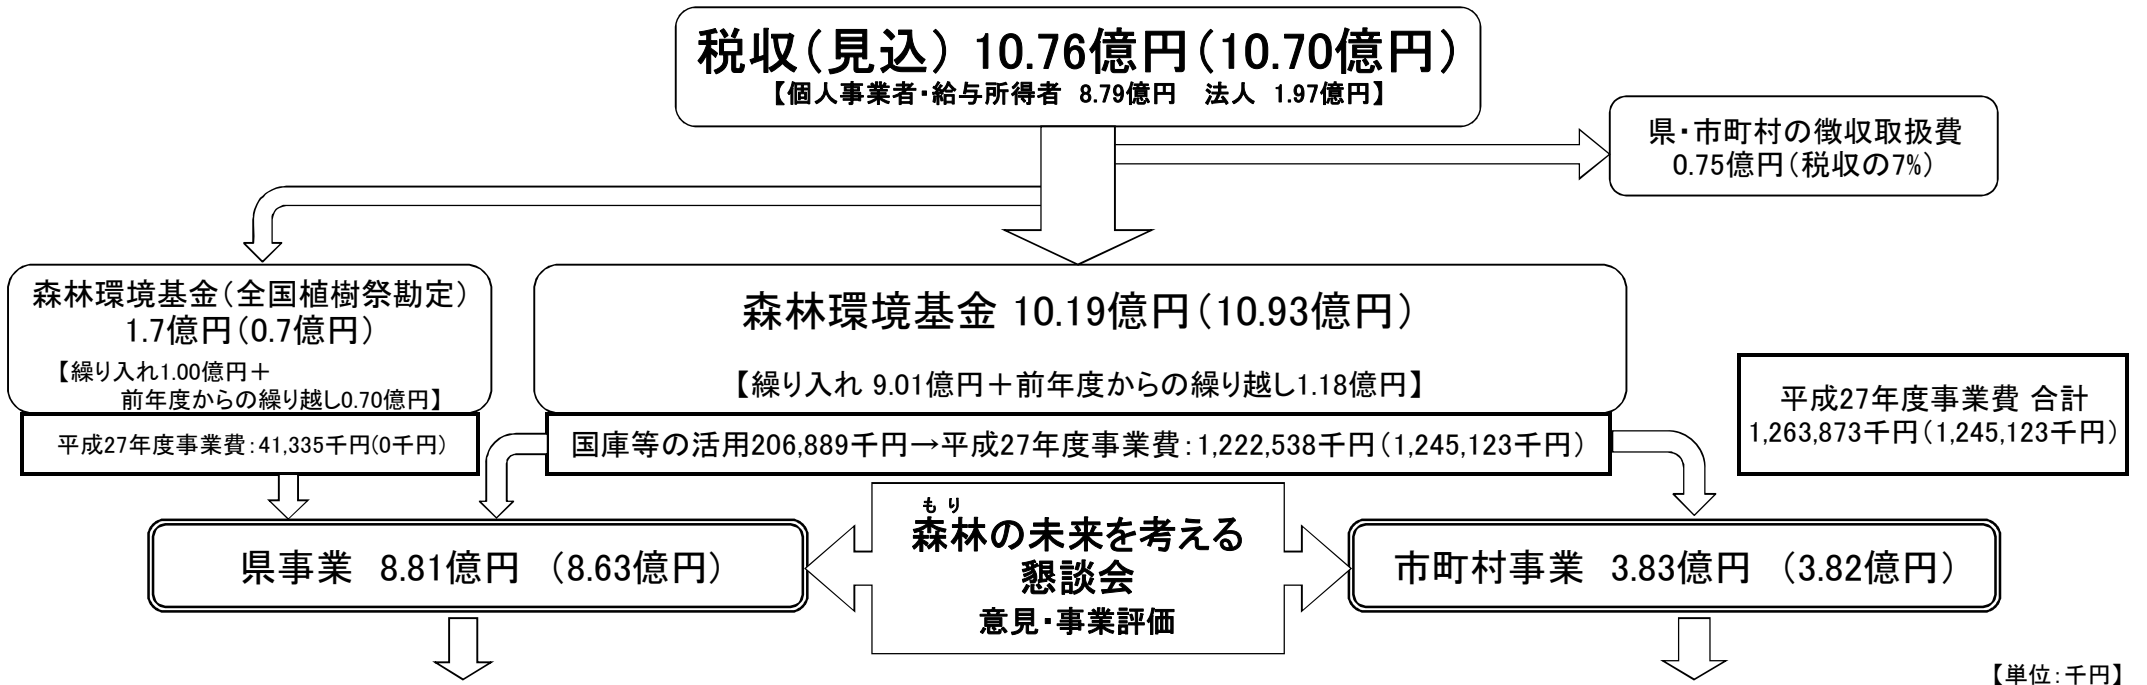 税収（見込） 10.76億円（10.70億円）
【個人事業者・給与所得者 8.79億円　法人 1.97億円】
県・市町村の徴収取扱費
0.75億円（税収の7%）
森林環境基金（全国植樹祭勘定）
1.7億円（0.7億円）
【繰り入れ1.00億円＋
前年度からの繰り越し0.70億円】
平成27年度事業費：41,335千円(0千円)
森林環境基金 10.19億円（10.93億円）
【繰り入れ 9.01億円＋前年度からの繰り越し1.18億円】
国庫等の活用206,889千円→平成27年度事業費：1,222,538千円（1,245,123千円）
平成27年度事業費 合計
1,263,873千円（1,245,123千円）
県事業　8.81億円　（8.63億円）
もり
森林の未来を考える
懇談会
意見・事業評価
市町村事業　3.83億円　（3.82億円）
【単位：千円】